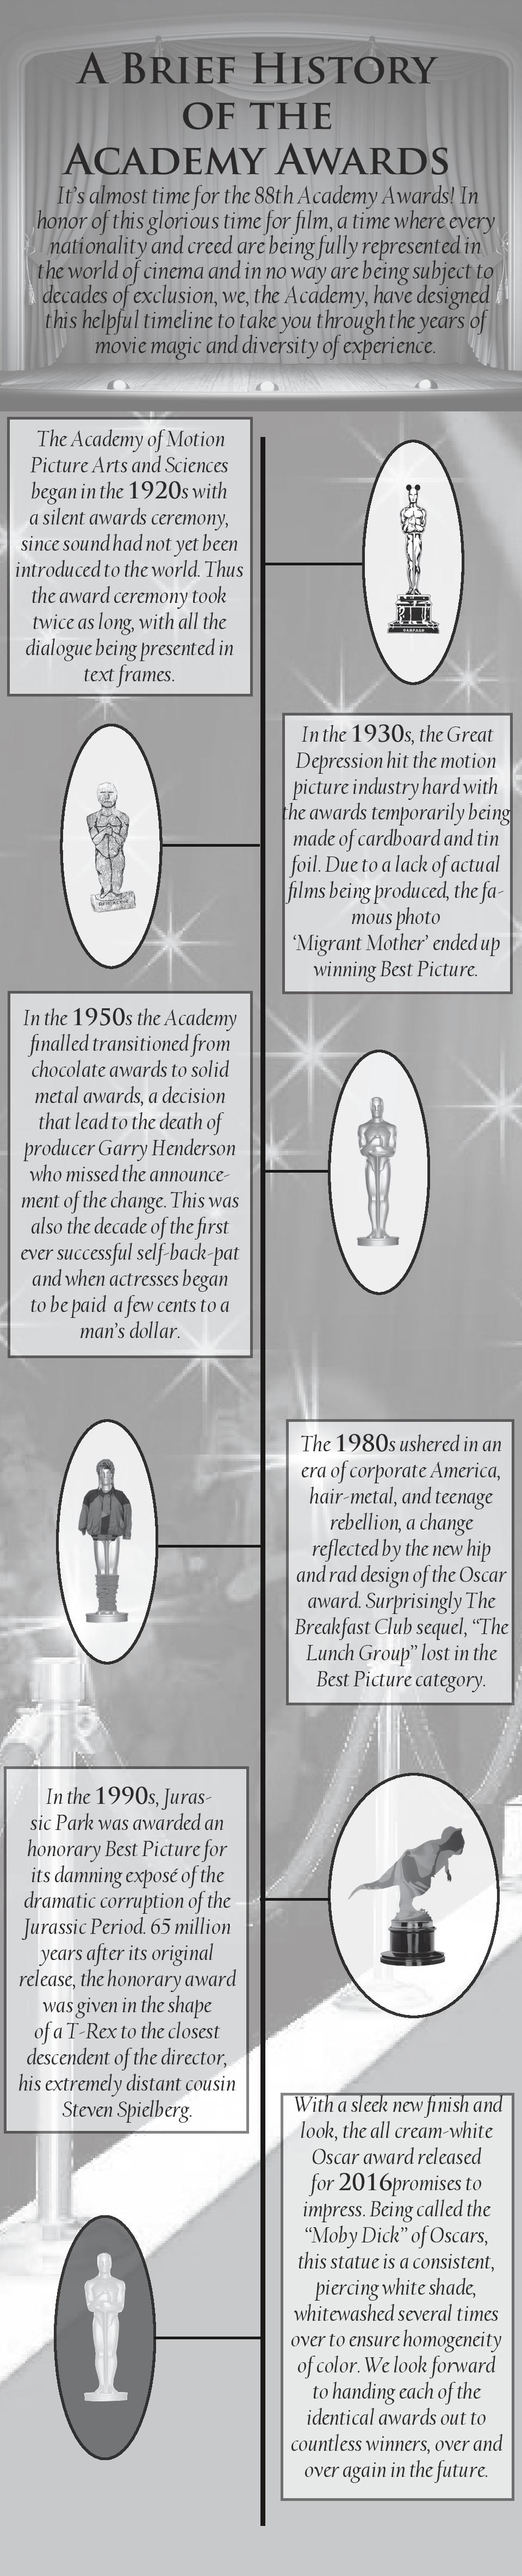 A Brief History
of the
Academy Awards
It's almost time for the 88th Academy Awards! In
honor of this glorious time for film, a time where every
nationality and creed are being fully represented in
the world of cinema and in no way are being subject to
decades of exclusion, we, the Academy, have designed
this helpful timeline to take you through the years of
movie magic and diversity of experience.
The Academy of Motion
Picture Arts and Sciences
began in the 1920s with
a silent awards ceremony,
since sound had not yet been
introduced to the world. Thus
the award ceremony took
twice as long, with all the
dialogue being presented in
text frames.
In the 1930s, the Great
Depression hit the motion
picture industry hard with
the awards temporarily being
made of cardboard and tin
foil. Due to a lack of actual
films being produced, the fa-
mous photo
‘Migrant Mother’ ended up
winning Best Picture.
In the 1950s the Academy
finalled transitioned from
chocolate awards to solid
metal awards, a decision
that lead to the death of
producer Garry Henderson
who missed the announce-
ment of the change. This was
also the decade of the first
ever successful self-back-pat
and when actresses began
to be paid a few cents to a
man's dollar.
The 1980s ushered in an
era of corporate America,
hair-metal, and teenage
rebellion, a change
reflected by the new hip
and rad design of the Oscar
award. Surprisingly The
Breakfast Club sequel, “The
Lunch Group” lost in the
Best Picture category.
In the 1990s, Juras-
sic Park was awarded an
honorary Best Picture for
its damning exposé of the
dramatic corruption of the
Jurassic Period. 65 million
years after its original
release, the honorary award
was given in the shape
of a T-Rex to the closest
descendent of the director,
his extremely distant cousin
Steven Spielberg.
With a sleek new finish and
look, the all cream-white
Oscar award released
for 2016promises to
impress. Being called the
“Moby Dick” of Oscars,
this statue is a consistent,
piercing white shade,
whitewashed several times
over to ensure homogeneity
of color. We look forward
to handing each of the
identical awards out to
countless winners, over and
over again in the future.